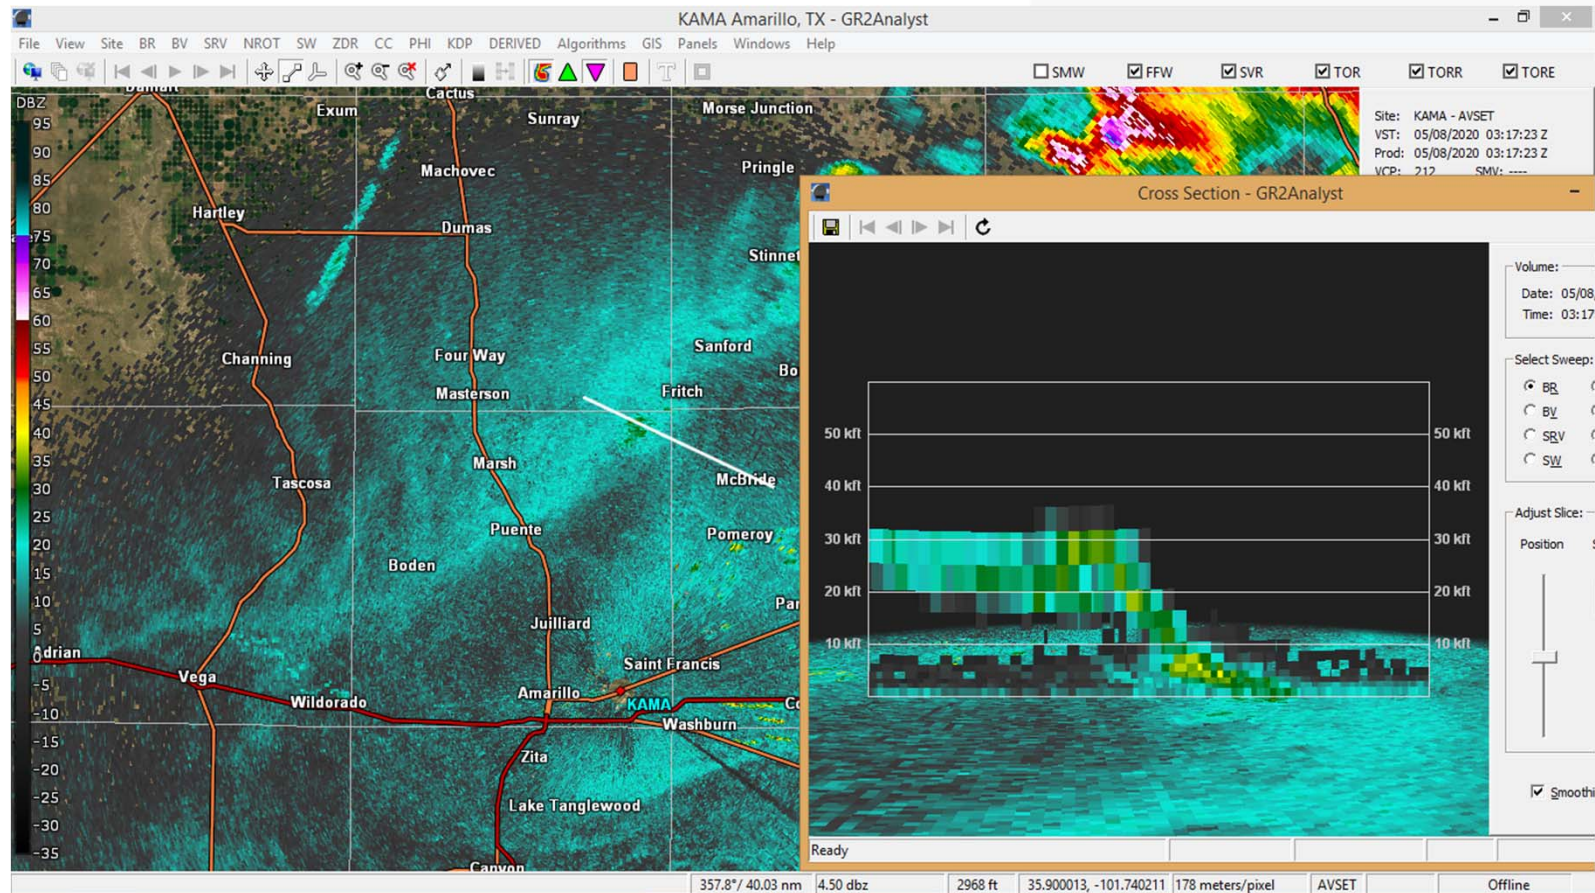 KAMA Amarillo, TX - GR2Analyst
File View Site BR BV SRV NROT SW ZDR CC PHI KDP DERIVED Algorithms GIS Panels Windows Help
SMW FFW SVR TOR TORR TORE
DBZ
95
90
85
80
75
70
65
60
55
50
45
40
35
30
25
20
15
10
5
0
-5
-10
-15
-20
-25
-30
-35
Cactus
Exum
Sunray
Morse Junction
Machovec
Pringle
Hartley
Dumas
Stinnet
Sanford
Channing
Four Way
Bo
Masterson
Fritch
Marsh
McBride
Tascosa
Puente
Pomeroy
Boden
Par
Juilliard
Adrian
Saint Francis
Vega
Amarillo
Wildorado
KAMA
Washburn
Zita
Lake Tanglewood
Canyon
Site: KAMA - AVSET
VST: 05/08/2020 03:17:23 Z
Prod: 05/08/2020 03:17:23 Z
VCP: 212 SMV: ----
Cross Section - GR2Analyst
50 kft 50 kft
40 kft 40 kft
30 kft 30 kft
20 kft 20 kft
10 kft 10 kft
Volume:
Date: 05/08
Time: 03:17
Select Sweep:
BR
BV
SRV
SW
Adjust Slice:
Position S
Smoothi
Ready
357.8°/ 40.03 nm 4.50 dbz 2968 ft 35.900013, -101.740211 178 meters/pixel AVSET Offline